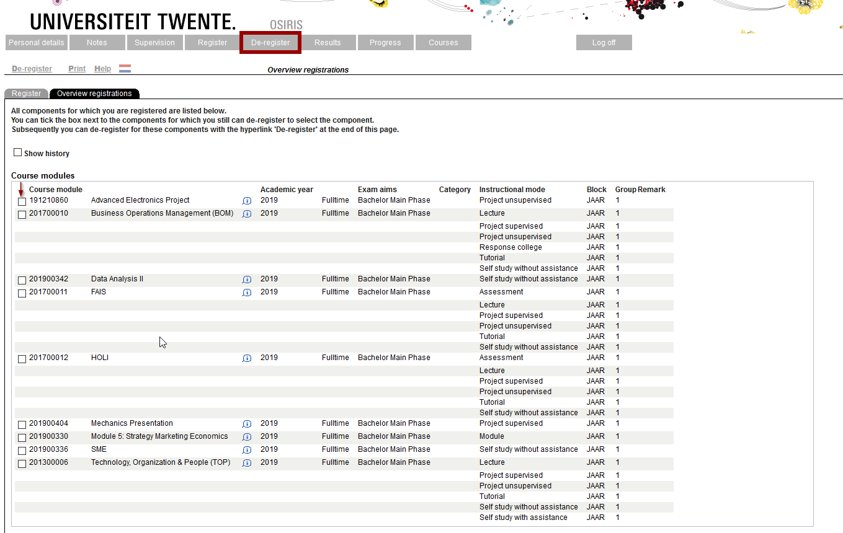 UNIVERSITEIT TWENTE.
OSIRIS
Personal details Notes Supervision Register De-register Results Progress Courses Log off
De-register Print Help Overview registrations
Register Overview registrations
All components for which you are registered are listed below.
You can tick the box next to the components for which you still can de-register to select the component.
Subsequently you can de-register for these components with the hyperlink 'De-register' at the end of this page.
Show history
Course modules
Course module Academic year Exam aims Category Instructional mode Block Group Remark
191210860 Advanced Electronics Project 2019 Fulltime Bachelor Main Phase Project unsupervised JAAR 1
201700010 Business Operations Management (BOM) 2019 Fulltime Bachelor Main Phase Lecture JAAR 1
Project supervised JAAR 1
Project unsupervised JAAR 1
Response college JAAR 1
Tutorial JAAR 1
Self study without assistance JAAR 1
201900342 Data Analysis II 2019 Fulltime Bachelor Main Phase Self study without assistance JAAR 1
201700011 FAIS 2019 Fulltime Bachelor Main Phase Assessment JAAR 1
Lecture JAAR 1
Project supervised JAAR 1
Project unsupervised JAAR 1
Tutorial JAAR 1
Self study without assistance JAAR 1
201700012 HOLI 2019 Fulltime Bachelor Main Phase Assessment JAAR 1
Lecture JAAR 1
Project supervised JAAR 1
Project unsupervised JAAR 1
Tutorial JAAR 1
Self study without assistance JAAR 1
201900404 Mechanics Presentation 2019 Fulltime Bachelor Main Phase Project supervised JAAR 1
201900330 Module 5: Strategy Marketing Economics 2019 Fulltime Bachelor Main Phase Module JAAR 1
201900336 SME 2019 Fulltime Bachelor Main Phase Self study without assistance JAAR 1
201300006 Technology, Organization & People (TOP) 2019 Fulltime Bachelor Main Phase Lecture JAAR 1
Project supervised JAAR 1
Project unsupervised JAAR 1
Tutorial JAAR 1
Self study without assistance JAAR 1
Self study with assistance JAAR 1